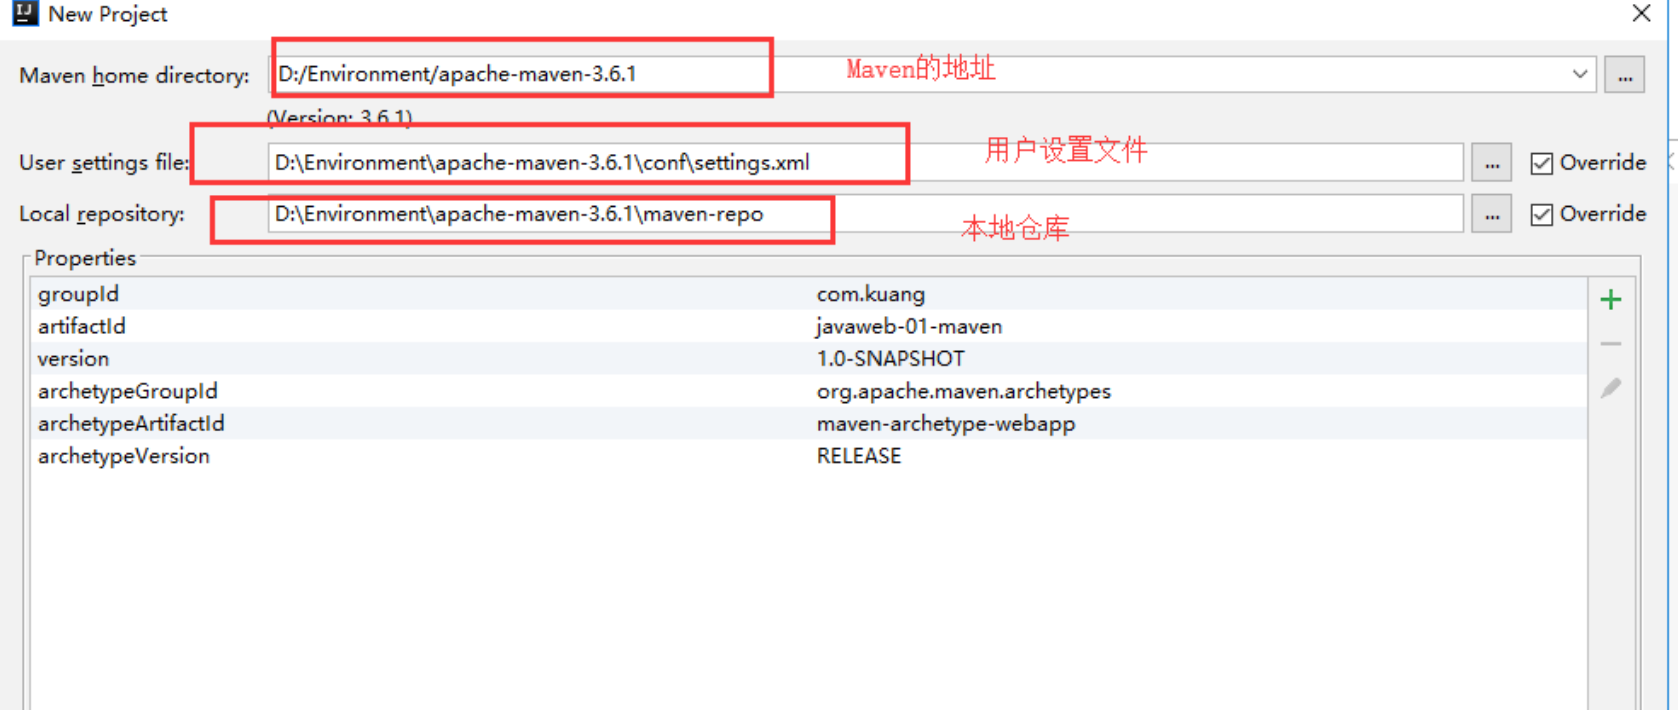 New Project
Maven home directory: D:/Environment/apache-maven-3.6.1 Maven的地址 ...
(Version: 3.6.1)
User settings file: D:\Environment\apache-maven-3.6.1\conf\settings.xml 用户设置文件 ... Override
Local repository: D:\Environment\apache-maven-3.6.1\maven-repo 本地仓库 ... Override
Properties
groupId com.kuang
artifactId javaweb-01-maven
version 1.0-SNAPSHOT
archetypeGroupId org.apache.maven.archetypes
archetypeArtifactId maven-archetype-webapp
archetypeVersion RELEASE